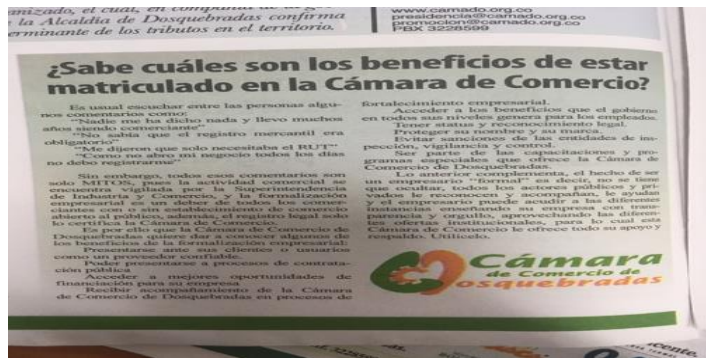 anizado, el cual, en compañía de la ge
e la Alcaldía de Dosquebradas confirma
erminante de los tributos en el territorio.
www.camado.org.co
presidencia@camado.org.co
promocion@camado.org.co
PBX 3228599
¿Sabe cuáles son los beneficios de estar
matriculado en la Cámara de Comercio?
Es usual escuchar entre las personas algu-
nos comentarios como:
"Nadie me ha dicho nada y llevo muchos
años siendo comerciante"
"No sabía que el registro mercantil era
obligatorio"
"Me dijeron que solo necesitaba el RUT"
"Como no abro mi negocio todos los días
no debo registrarme"
Sin embargo, todos esos comentarios son
solo MITOS, pues la actividad comercial se
encuentra vigilada por la Superintendencia
de Industria y Comercio, y la formalización
empresarial es un deber de todos los comer-
ciantes con o sin establecimiento de comercio
abierto al público, además, el registro legal solo
lo certifica la Cámara de Comercio.
Es por ello que la Cámara de Comercio de
Dosquebradas quiere dar a conocer algunos de
los beneficios de la formalización empresarial:
Presentarse ante sus clientes o usuarios
como un proveedor confiable.
Poder presentarse a procesos de contrata-
ción pública
Acceder a mejores oportunidades de
financiación para su empresa
Recibir acompañamiento de la Cámara
de Comercio de Dosquebradas en procesos de
fortalecimiento empresarial.
Acceder a los beneficios que el gobierno
en todos sus niveles genera para los empleados.
Tener status y reconocimiento legal.
Proteger su nombre y su marca.
Evitar sanciones de las entidades de ins-
pección, vigilancia y control.
Ser parte de las capacitaciones y pro-
gramas especiales que ofrece la Cámara de
Comercio de Dosquebradas.
Lo anterior complementa, el hecho de ser
un empresario "formal" es decir, no se tiene
que ocultar, todos los actores públicos y pri-
vados le reconocen y acompañan, le ayudan
y el empresario puede acudir a las diferentes
instancias enseñando su empresa con trans-
parencia y orgullo, aprovechando las diferen-
tes ofertas institucionales, para lo cual esta
Cámara de Comercio le ofrece todo su apoyo y
respaldo. Utilícelo.
Cámara
de Comercio de
Dosquebradas
icente.